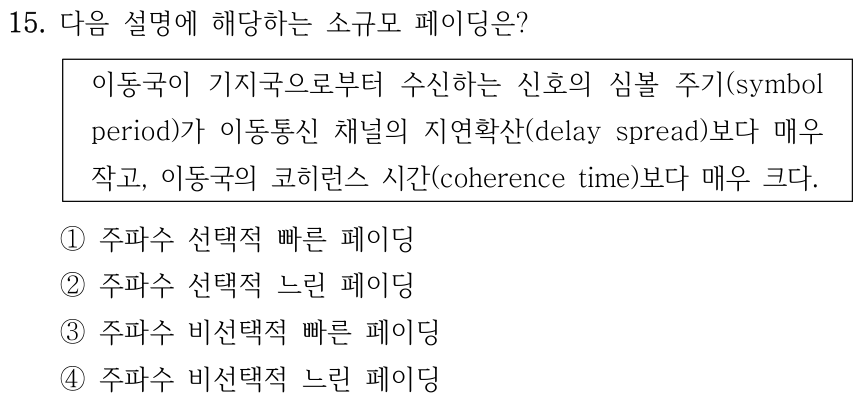 15. 다음 설명에 해당하는 소규모 페이딩은?
이동국이 기지국으로부터 수신하는 신호의 심볼 주기(symbol
period)가 이동통신 채널의 지연확산(delay spread)보다 매우
작고, 이동국의 코히런스 시간(coherence time)보다 매우 크다.
① 주파수 선택적 빠른 페이딩
② 주파수 선택적 느린 페이딩
③ 주파수 비선택적 빠른 페이딩
④ 주파수 비선택적 느린 페이딩